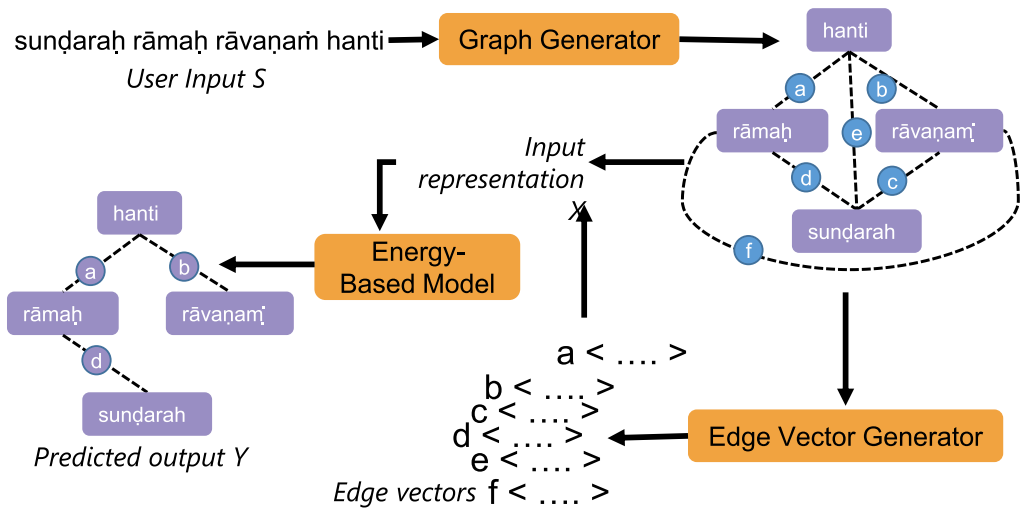 sunḍaraḥ rāmaḥ rāvaṇaṁ hanti
User Input S
Graph Generator
hanti
a
b
rāmaḥ
e
rāvaṇaṁ
d
c
sunḍarah
f
Input
representation
X
Energy-
Based Model
hanti
a
b
rāmaḥ
rāvaṇaṁ
d
sunḍarah
Predicted output Y
a < .... >
b < .... >
c < .... >
d < .... >
e < .... >
Edge vectors f < .... >
Edge Vector Generator